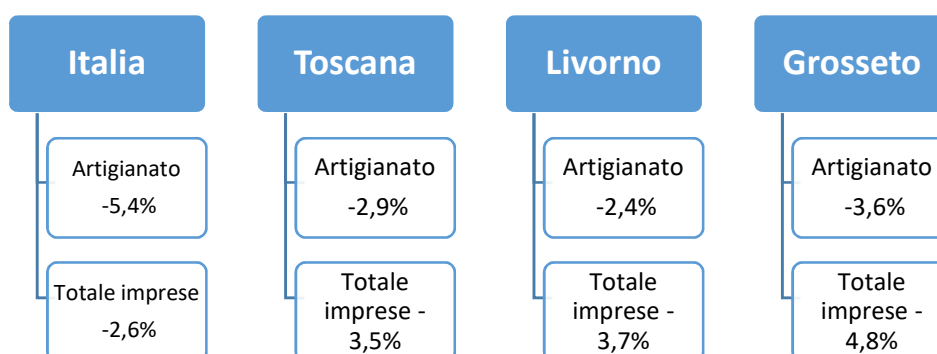 Italia
Artigianato
-5,4%
Totale imprese
-2,6%
Toscana
Artigianato
-2,9%
Totale
imprese -
3,5%
Livorno
Artigianato
-2,4%
Totale
imprese -
3,7%
Grosseto
Artigianato
-3,6%
Totale
imprese -
4,8%